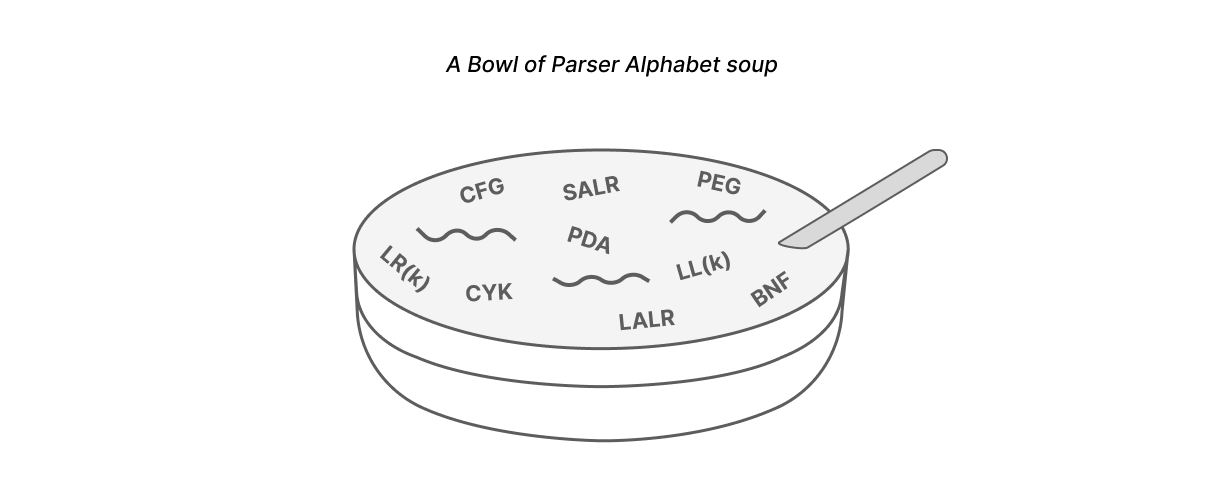 A Bowl of Parser Alphabet soup
CFG
SALR
PEG
PDA
LR(k)
CYK
LL(k)
BNF
LALR